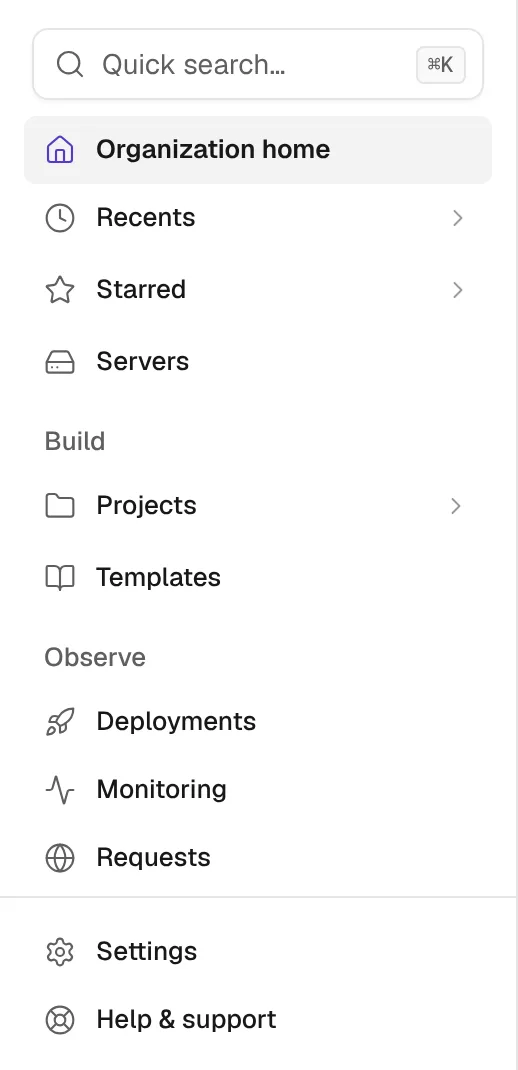 Quick search...
⌘K
Organization home
Recents
Starred
Servers
Build
Projects
Templates
Observe
Deployments
Monitoring
Requests
Settings
Help & support